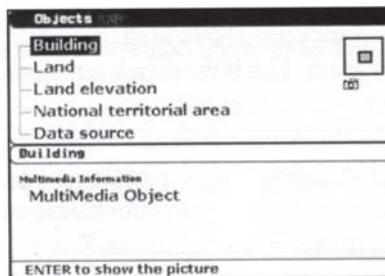 Objects
Building
Land
Land elevation
National territorial area
Data source
Building
Multimedia Information
MultiMedia Object
ENTER to show the picture